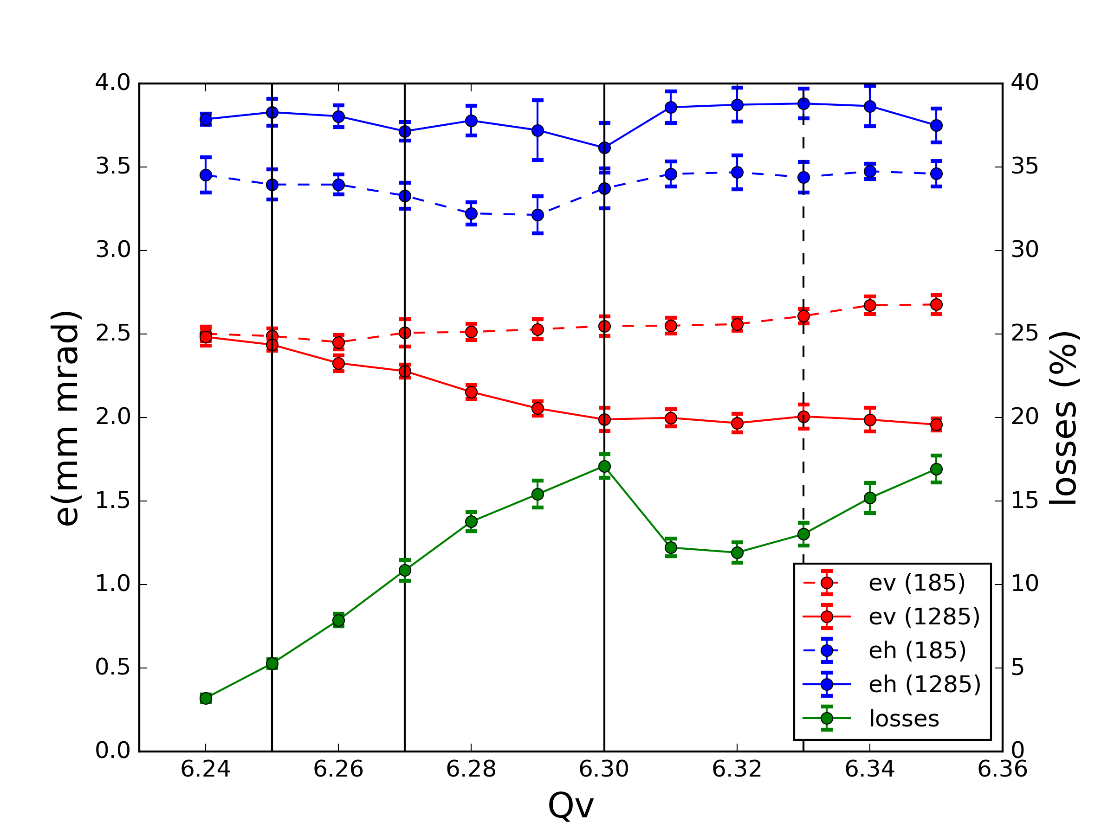 4.0
3.5
3.0
2.5
2.0
1.5
1.0
0.5
0.0
e(mm mrad)
40
35
30
25
20
15
10
5
0
losses (%)
ev (185)
ev (1285)
eh (185)
eh (1285)
losses
6.24 6.26 6.28 6.30 6.32 6.34 6.36
Qv